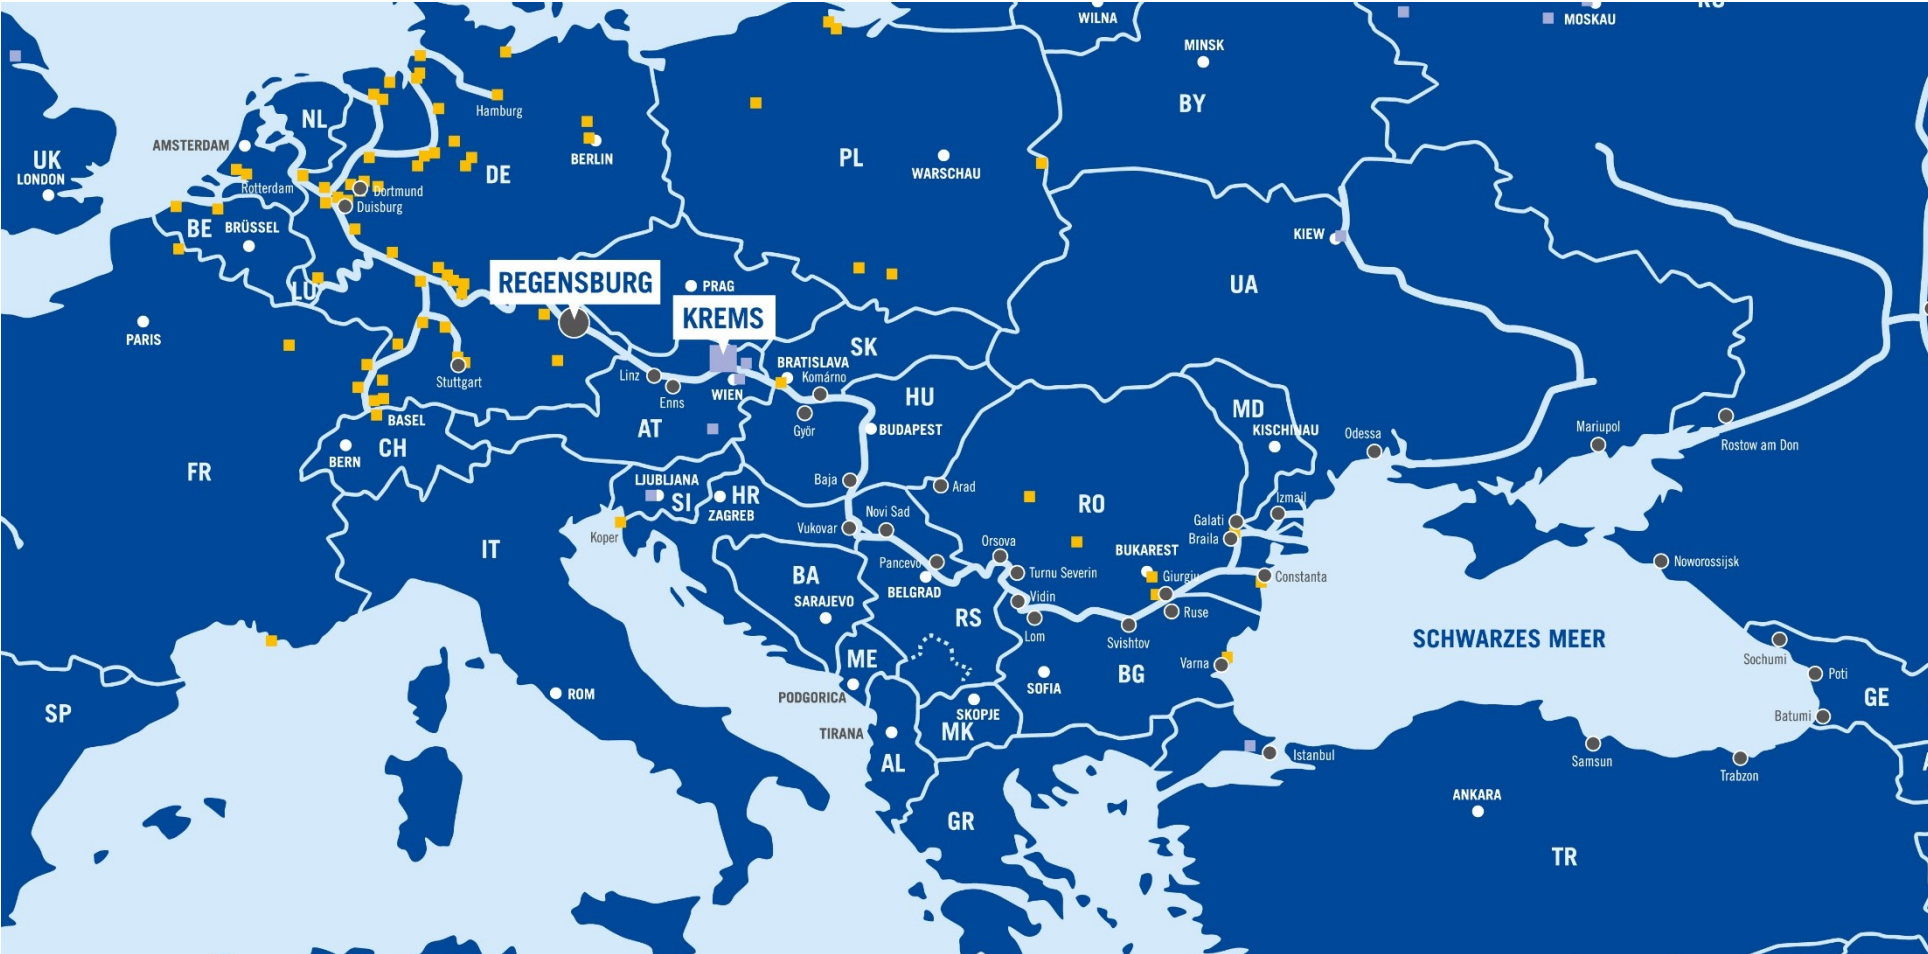 WILNA
MOSKAU
MINSK
BY
Hamburg
NL
AMSTERDAM
BERLIN
PL
WARSCHAU
UK
LONDON
DE
Rotterdam
Dortmund
Duisburg
BE
BRÜSSEL
KIEW
LU
REGENSBURG
PRAG
UA
KREMS
PARIS
SK
BRATISLAVA
Stuttgart
Linz
Komárno
Enns
WIEN
HU
BASEL
AT
Györ
BUDAPEST
MD
KISCHINAU
Odessa
Mariupol
Rostow am Don
CH
BERN
FR
LJUBLJANA
SI
HR
ZAGREB
Baja
Arad
RO
Izmail
Koper
IT
Vukovar
Novi Sad
Galati
Braila
Orsova
BUKAREST
Pancevo
Turnu Severin
Giurgiu
Constanta
Noworossijsk
BA
SARAJEVO
BELGRAD
RS
Vidin
Lom
Svishtov
Ruse
SCHWARZES MEER
ME
Varna
Sochumi
Poti
BG
SOFIA
PODGORICA
ROM
SP
GE
SKOPJE
MK
TIRANA
AL
Batumi
Istanbul
Samsun
Trabzon
ANKARA
GR
TR